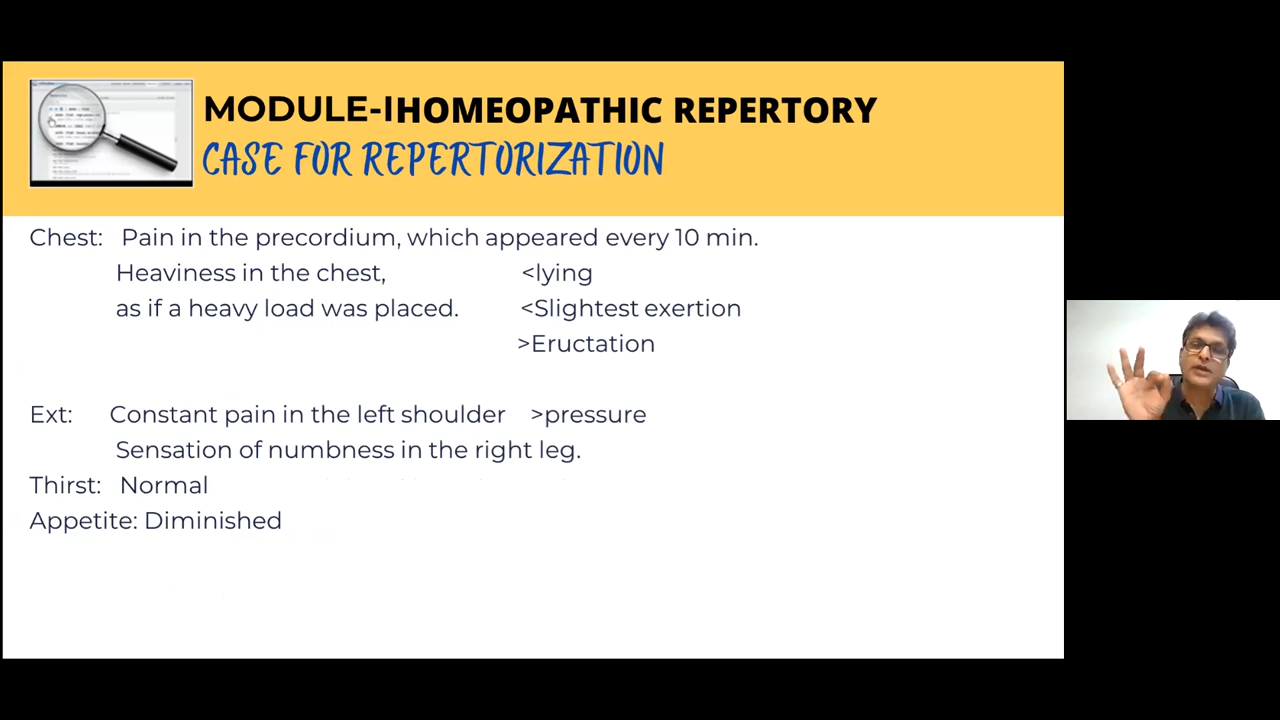 MODULE-IHOMEOPATHIC REPERTORY
CASE FOR REPERTORIZATION
Chest: Pain in the precordium, which appeared every 10 min.
Heaviness in the chest, <lying
as if a heavy load was placed. <Slightest exertion
>Eructation
Ext: Constant pain in the left shoulder >pressure
Sensation of numbness in the right leg.
Thirst: Normal
Appetite: Diminished